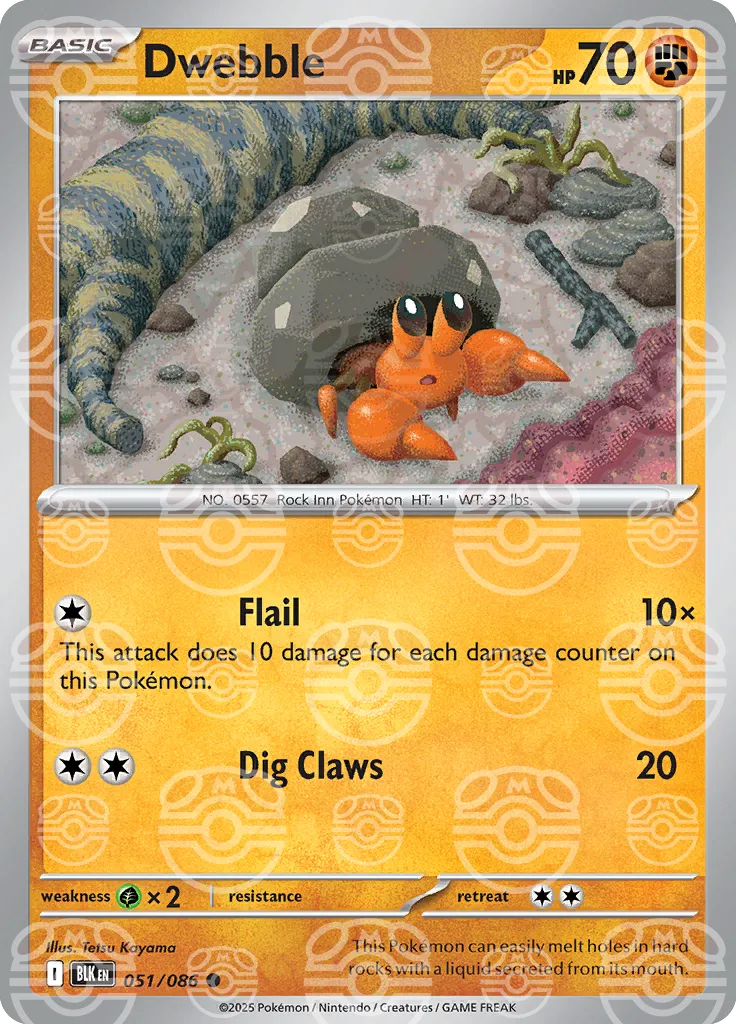 BASIC
Dwebble
HP 70
NO. 0557 Rock Inn Pokémon HT: 1' WT: 32 lbs.
Flail 10×
This attack does 10 damage for each damage counter on
this Pokémon.
Dig Claws 20
weakness ×2 resistance retreat
Illus. Tetsu Kayama
This Pokémon can easily melt holes in hard
rocks with a liquid secreted from its mouth.
I BLK EN 051/086
©2025 Pokémon / Nintendo / Creatures / GAME FREAK